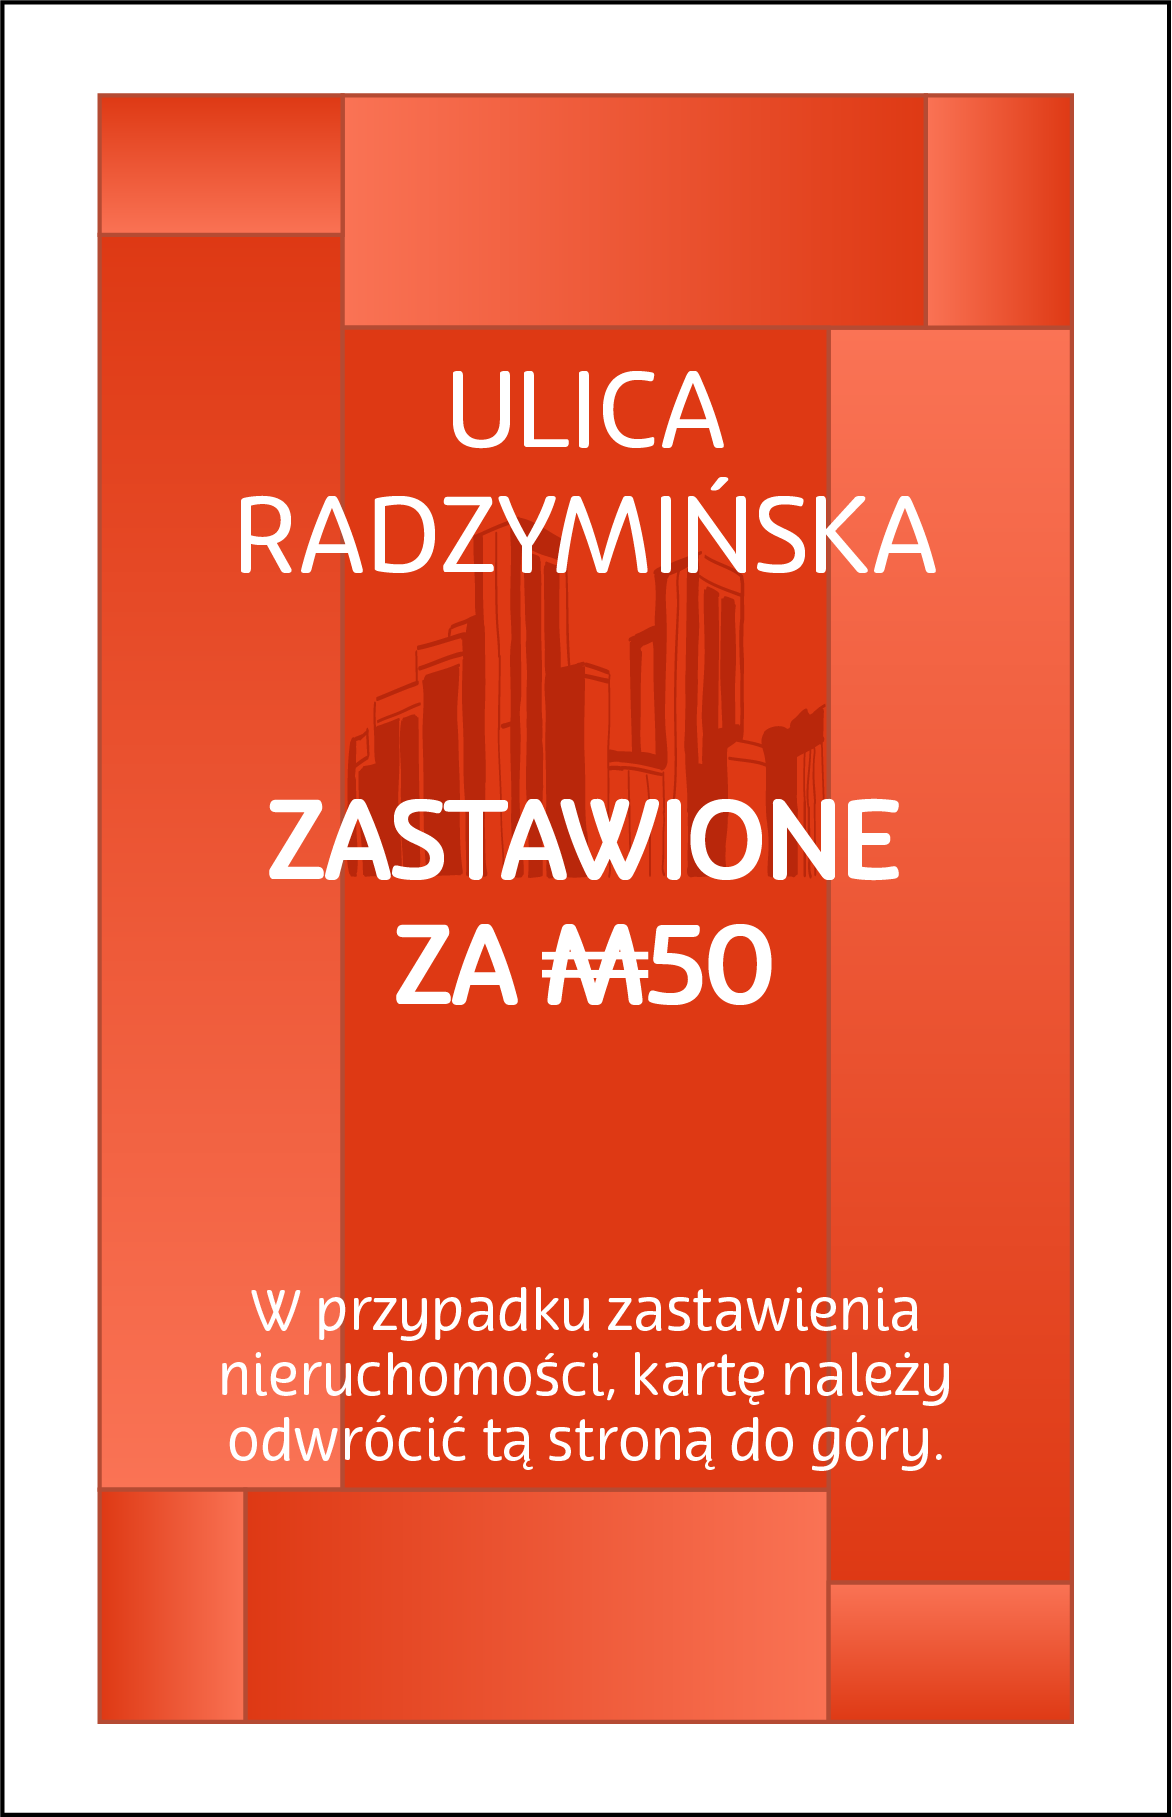 ULICA
RADZYMIŃSKA
ZASTAWIONE
ZA ₩50
W przypadku zastawienia
nieruchomości, kartę należy
odwrócić tą stroną do góry.